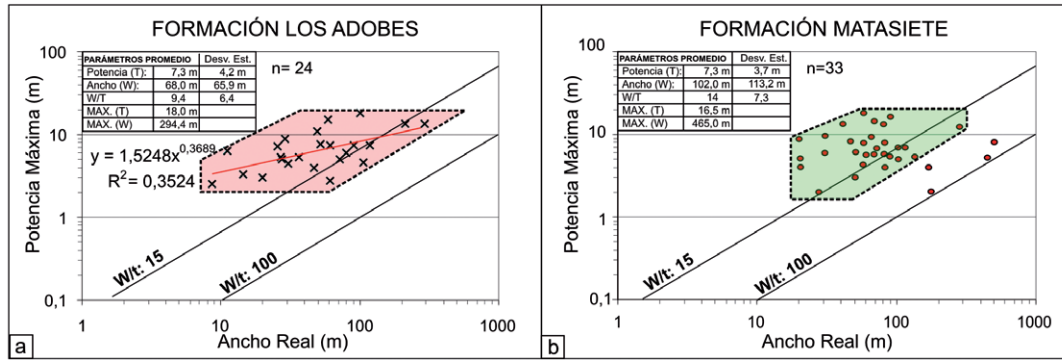 FORMACIÓN LOS ADOBES
PARÁMETROS PROMEDIO Desv. Est.
Potencia (T): 7,3 m 4,2 m
Ancho (W): 68,0 m 65,9 m
W/T 9,4 6,4
MAX. (T) 18,0 m
MAX. (W) 294,4 m
n= 24
y = 1,5248x^0,3689
R² = 0,3524
W/t: 15
W/t: 100
Potencia Máxima (m)
100
10
1
0,1
1 10 100 1000
Ancho Real (m)
a
FORMACIÓN MATASIETE
PARÁMETROS PROMEDIO Desv. Est.
Potencia (T): 7,3 m 3,7 m
Ancho (W): 102,0 m 113,2 m
W/T 14 7,3
MAX. (T) 16,5 m
MAX. (W) 465,0 m
n=33
W/t: 15
W/t: 100
Potencia Máxima (m)
100
10
1
0,1
1 10 100 1000
Ancho Real (m)
b